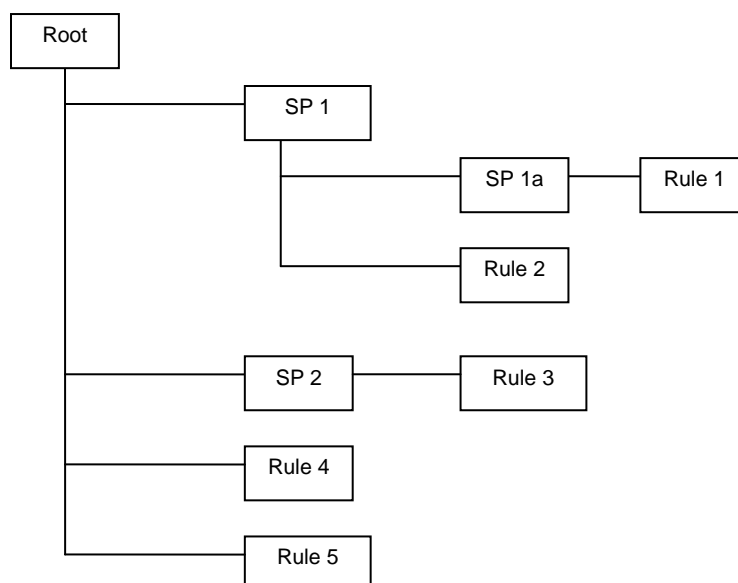 Root
SP 1
SP 1a
Rule 1
Rule 2
SP 2
Rule 3
Rule 4
Rule 5